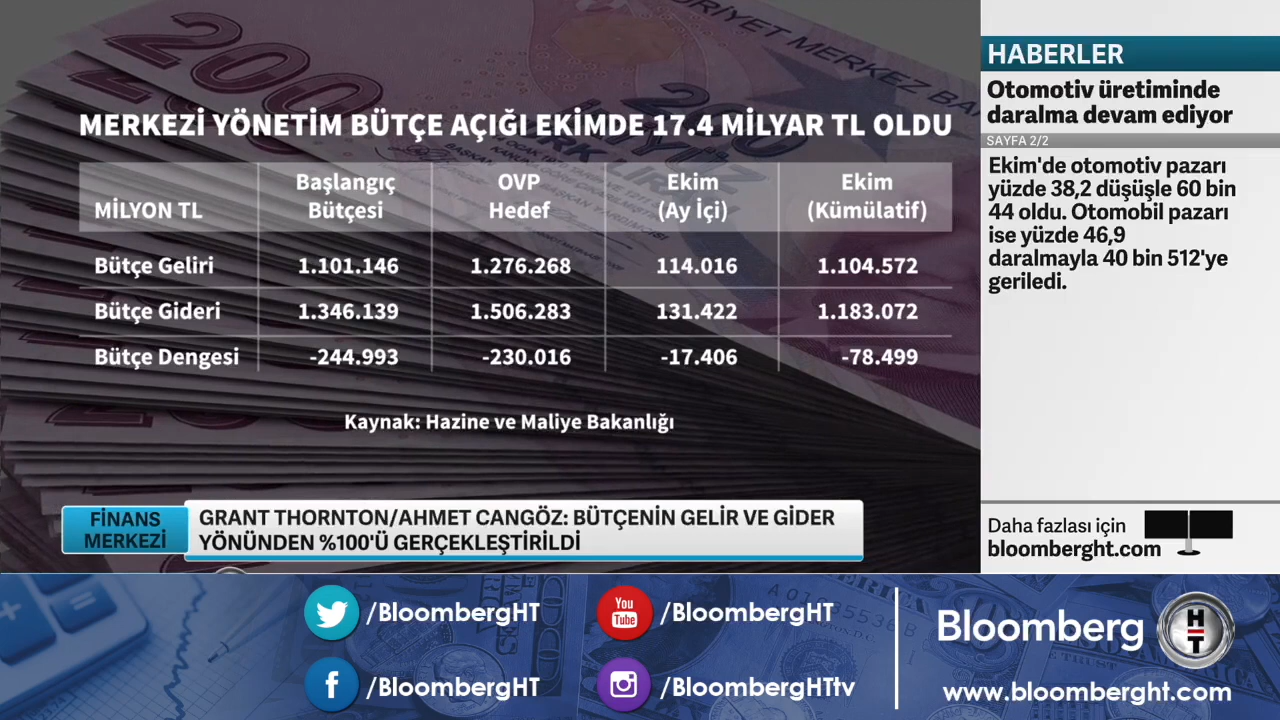 MERKEZİ YÖNETİM BÜTÇE AÇIĞI EKİMDE 17.4 MİLYAR TL OLDU
MİLYON TL Başlangıç Bütçesi OVP Hedef Ekim (Ay İçi) Ekim (Kümülatif)
Bütçe Geliri 1.101.146 1.276.268 114.016 1.104.572
Bütçe Gideri 1.346.139 1.506.283 131.422 1.183.072
Bütçe Dengesi -244.993 -230.016 -17.406 -78.499
Kaynak: Hazine ve Maliye Bakanlığı
FİNANS
MERKEZİ
GRANT THORNTON/AHMET CANGÖZ: BÜTÇENİN GELİR VE GİDER
YÖNÜNDEN %100'Ü GERÇEKLEŞTİRİLDİ
HABERLER
Otomotiv üretiminde
daralma devam ediyor
SAYFA 2/2
Ekim'de otomotiv pazarı
yüzde 38,2 düşüşle 60 bin
44 oldu. Otomobil pazarı
ise yüzde 46,9
daralmayla 40 bin 512'ye
geriledi.
Daha fazlası için
bloomberght.com
/BloombergHT
You
Tube
/BloombergHT
/BloombergHT
/BloombergHTtv
Bloomberg
HT
www.bloomberght.com